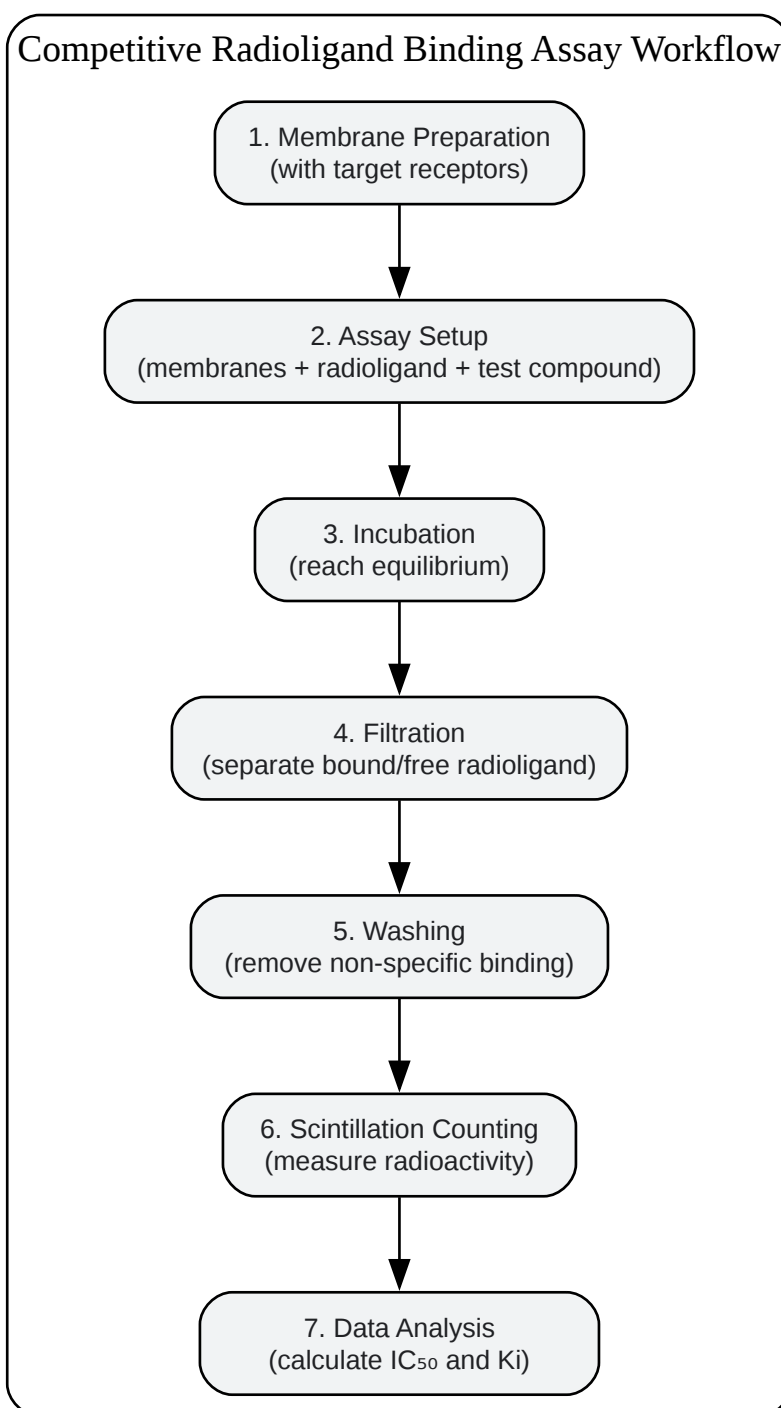 Competitive Radioligand Binding Assay Workflow
1. Membrane Preparation
(with target receptors)
2. Assay Setup
(membranes + radioligand + test compound)
3. Incubation
(reach equilibrium)
4. Filtration
(separate bound/free radioligand)
5. Washing
(remove non-specific binding)
6. Scintillation Counting
(measure radioactivity)
7. Data Analysis
(calculate IC₅₀ and Ki)